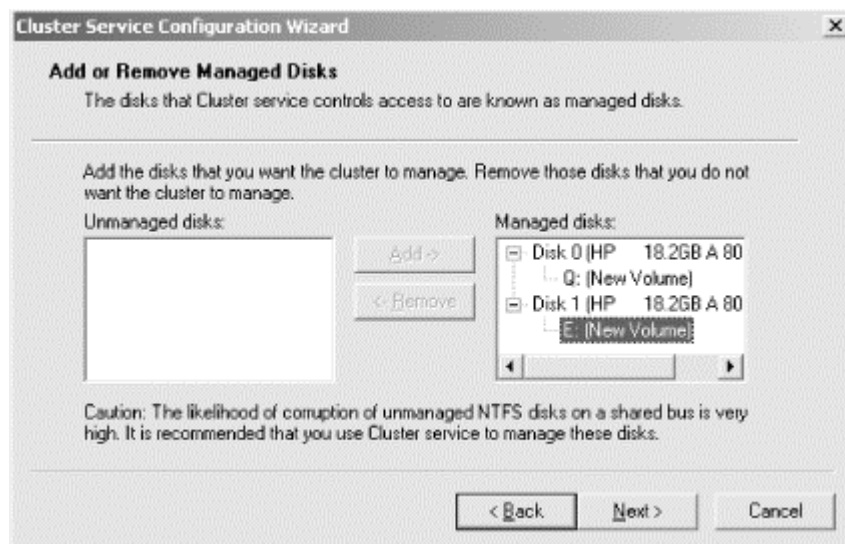 Cluster Service Configuration Wizard
Add or Remove Managed Disks
The disks that Cluster service controls access to are known as managed disks.
Add the disks that you want the cluster to manage. Remove those disks that you do not
want the cluster to manage.
Unmanaged disks:
Managed disks:
Add ->
<- Remove
Disk 0 (HP 18.2GB A 80
Q: (New Volume)
Disk 1 (HP 18.2GB A 80
E: (New Volume)
Caution: The likelihood of corruption of unmanaged NTFS disks on a shared bus is very
high. It is recommended that you use Cluster service to manage these disks.
< Back
Next >
Cancel